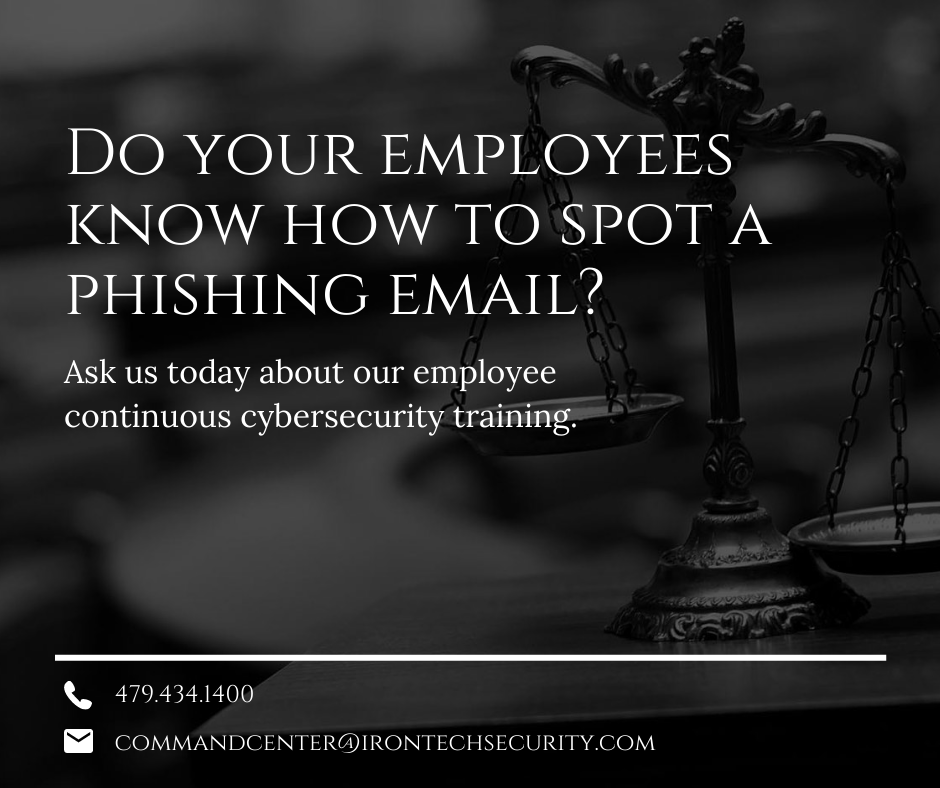 Do your employees
know how to spot a
phishing email?
Ask us today about our employee
continuous cybersecurity training.
479.434.1400
commandcenter@irontechsecurity.com